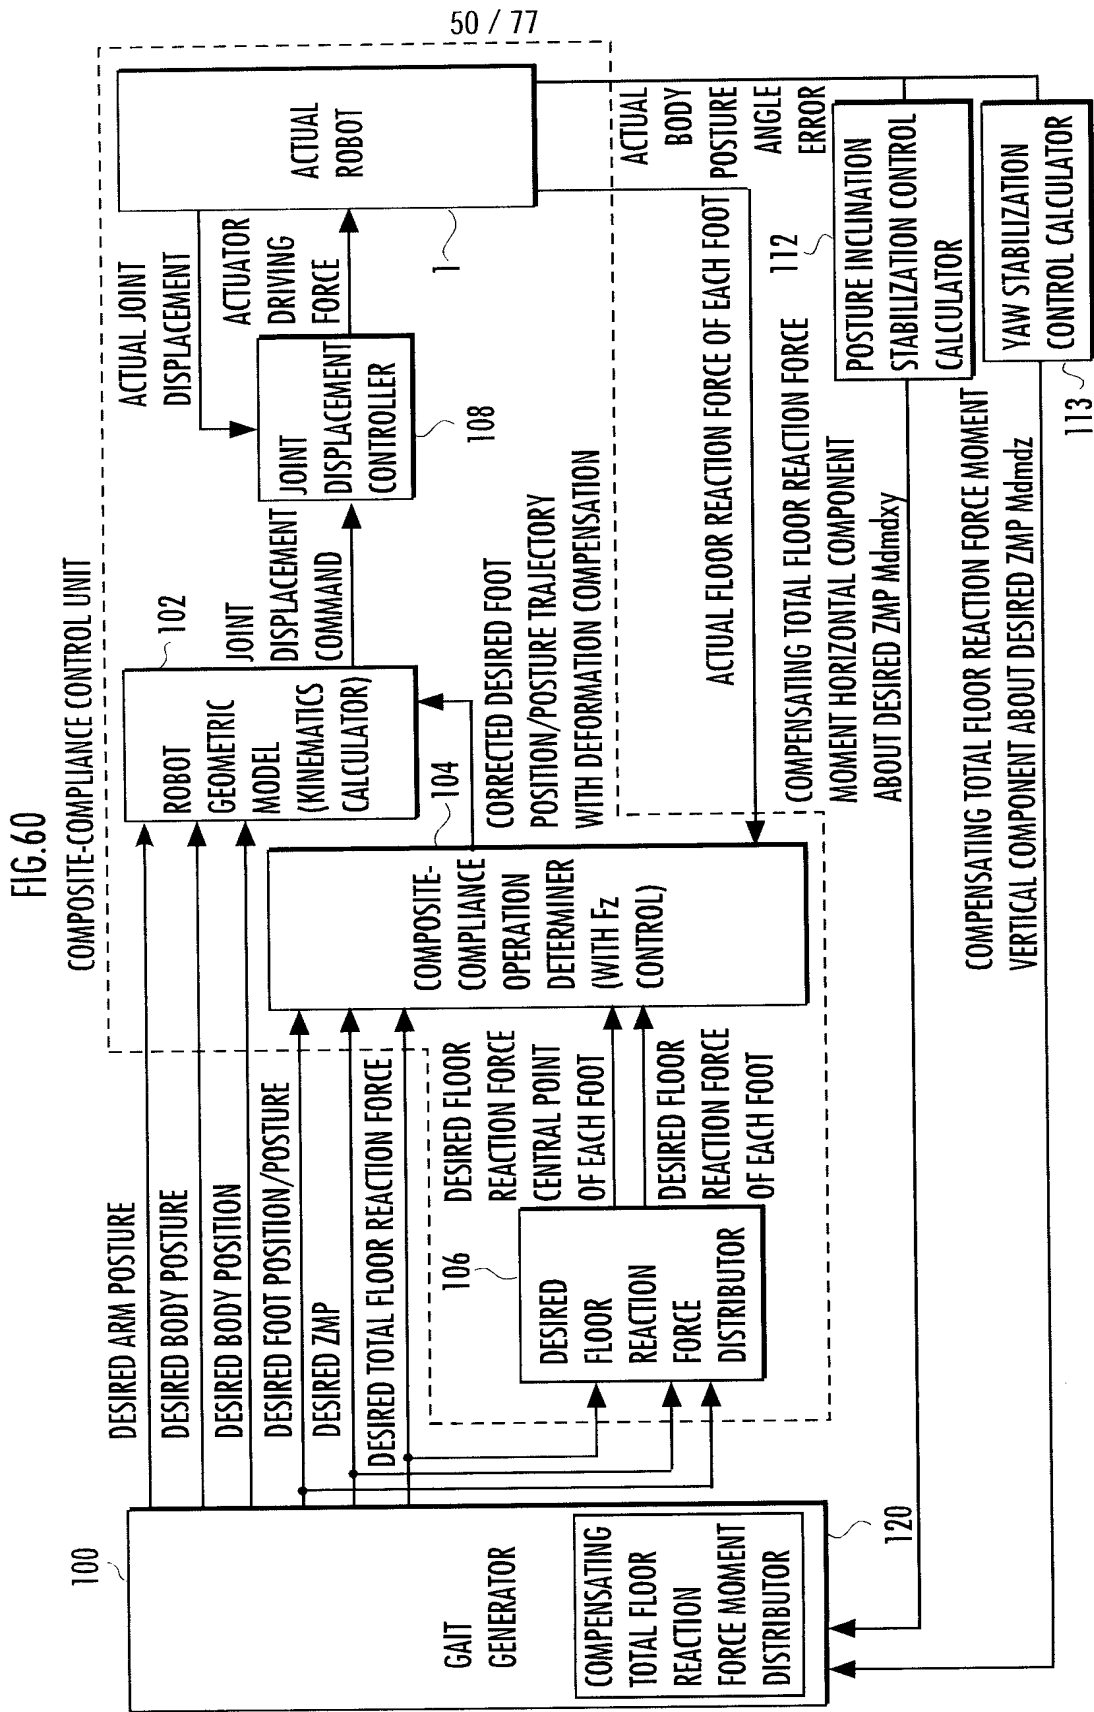 50 / 77
FIG.60
COMPOSITE-COMPLIANCE CONTROL UNIT
100
GAIT
GENERATOR
COMPENSATING
TOTAL FLOOR
REACTION
FORCE MOMENT
DISTRIBUTOR
120
DESIRED ARM POSTURE
DESIRED BODY POSTURE
DESIRED BODY POSITION
DESIRED FOOT POSITION/POSTURE
DESIRED ZMP
DESIRED TOTAL FLOOR REACTION FORCE
106
DESIRED
FLOOR
REACTION
FORCE
DISTRIBUTOR
DESIRED FLOOR
REACTION FORCE
CENTRAL POINT
OF EACH FOOT
DESIRED FLOOR
REACTION FORCE
OF EACH FOOT
102
ROBOT
GEOMETRIC
MODEL
(KINEMATICS
CALCULATOR)
104
COMPOSITE-
COMPLIANCE
OPERATION
DETERMINER
(WITH Fz
CONTROL)
CORRECTED DESIRED FOOT
POSITION/POSTURE TRAJECTORY
WITH DEFORMATION COMPENSATION
JOINT
DISPLACEMENT
COMMAND
JOINT
DISPLACEMENT
CONTROLLER
108
ACTUAL JOINT
DISPLACEMENT
ACTUATOR
DRIVING
FORCE
ACTUAL
ROBOT
1
ACTUAL FLOOR REACTION FORCE OF EACH FOOT
ACTUAL
BODY
POSTURE
ANGLE
ERROR
112
POSTURE INCLINATION
STABILIZATION CONTROL
CALCULATOR
COMPENSATING TOTAL FLOOR REACTION FORCE
MOMENT HORIZONTAL COMPONENT
ABOUT DESIRED ZMP Mdmdxy
YAW STABILIZATION
CONTROL CALCULATOR
113
COMPENSATING TOTAL FLOOR REACTION FORCE MOMENT
VERTICAL COMPONENT ABOUT DESIRED ZMP Mdmdz